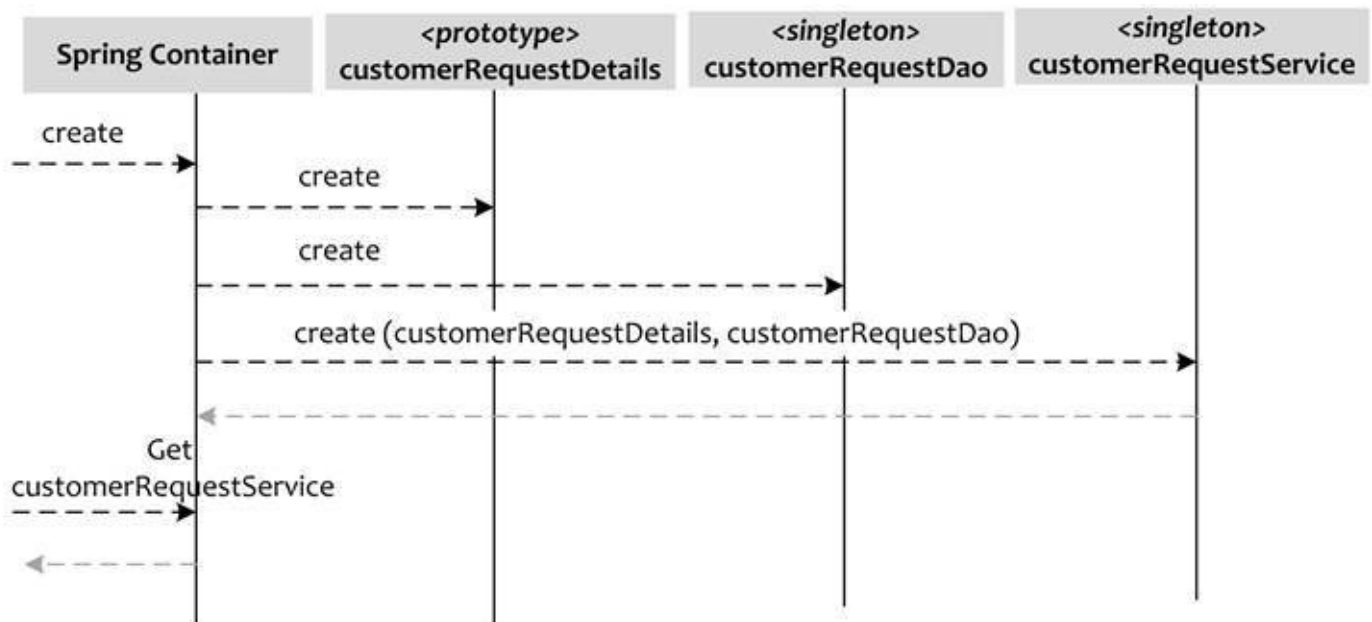 Spring Container
<prototype>
customerRequestDetails
<singleton>
customerRequestDao
<singleton>
customerRequestService
create
create
create
create (customerRequestDetails, customerRequestDao)
Get
customerRequestService